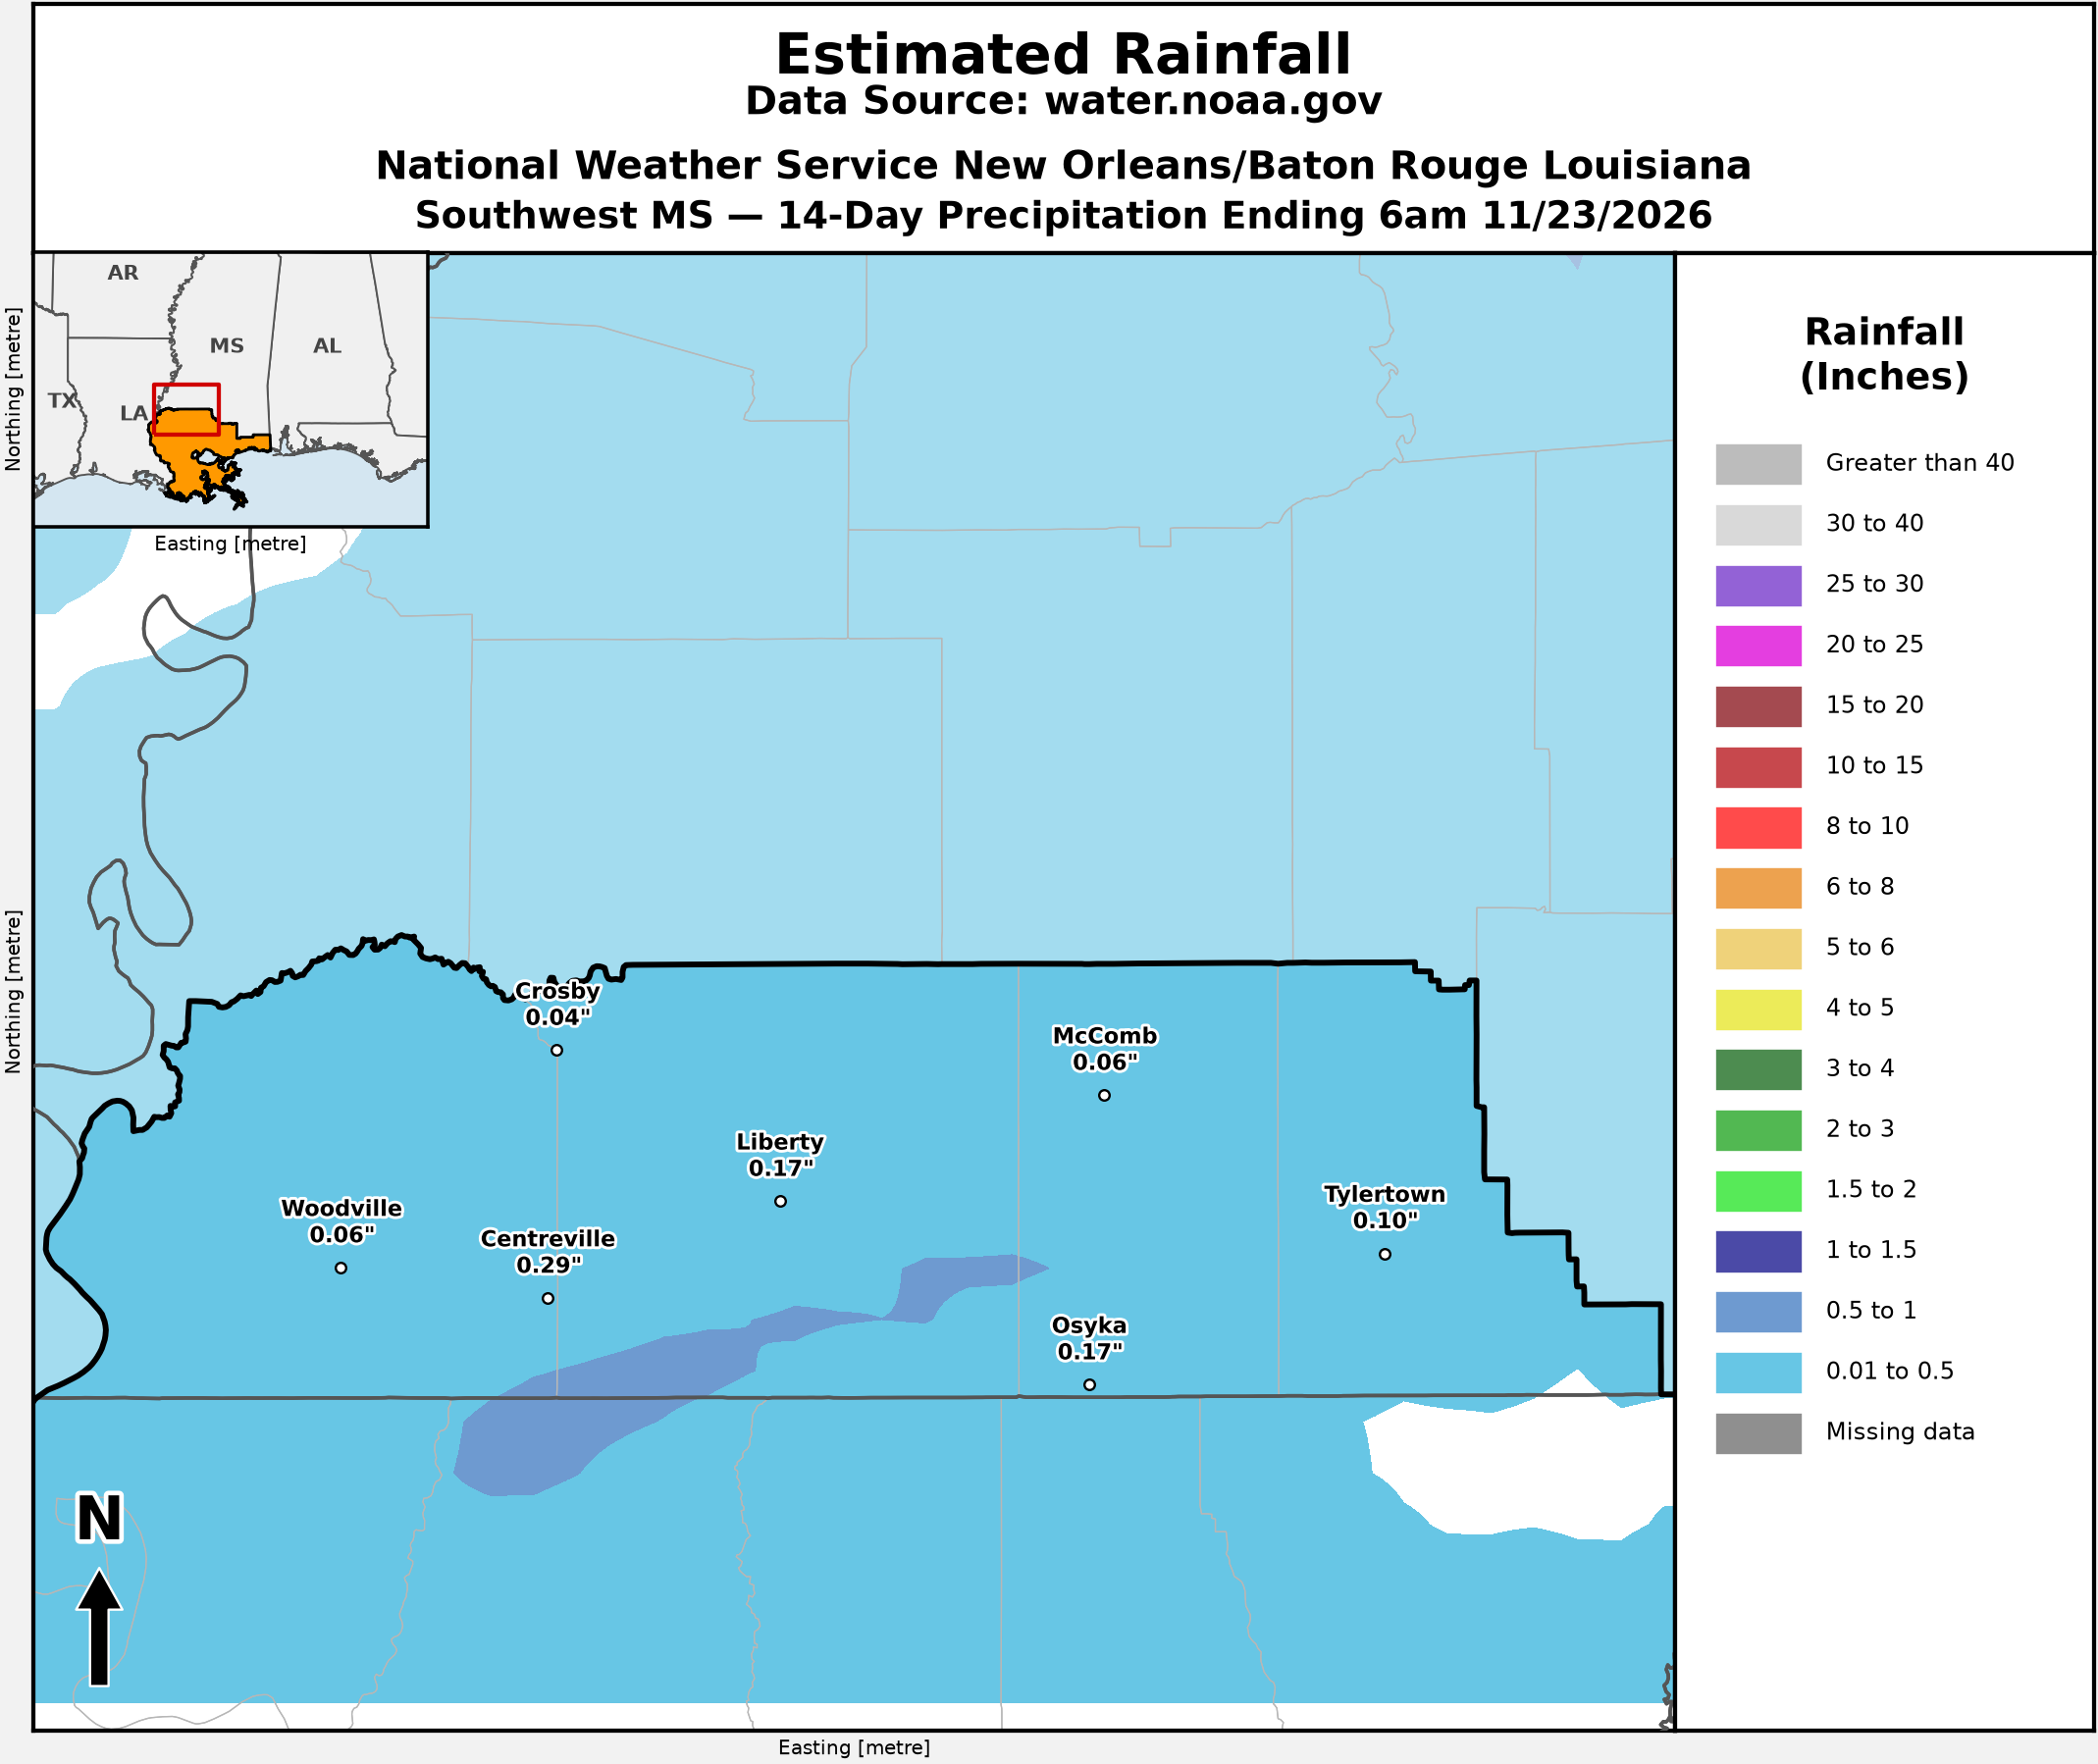 Estimated Rainfall
Data Source: water.noaa.gov
National Weather Service New Orleans/Baton Rouge Louisiana
Southwest MS — 14-Day Precipitation Ending 6am 11/23/2026
AR
MS
AL
TX
LA
Northing [metre]
Easting [metre]
Northing [metre]
Crosby
0.04"
McComb
0.06"
Liberty
0.17"
Tylertown
0.10"
Woodville
0.06"
Centreville
0.29"
Osyka
0.17"
N
Easting [metre]
Rainfall
(Inches)
Greater than 40
30 to 40
25 to 30
20 to 25
15 to 20
10 to 15
8 to 10
6 to 8
5 to 6
4 to 5
3 to 4
2 to 3
1.5 to 2
1 to 1.5
0.5 to 1
0.01 to 0.5
Missing data